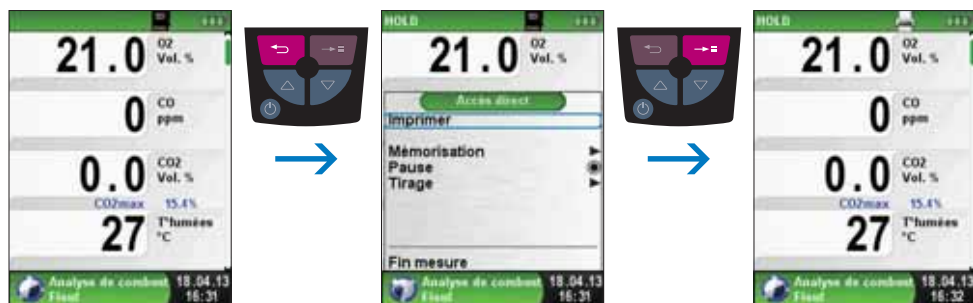 21.0 O2 Vol. %
0 CO ppm
0.0 CO2 Vol. %
CO2max 15.4%
27 T°fumées °C
Analyse de combust 18.04.13
Fioul 16:31
HOLD
21.0 O2 Vol. %
Accès direct
Imprimer
Mémorisation
Pause
Tirage
Fin mesure
Analyse de combust 18.04.13
Fioul 16:31
HOLD
21.0 O2 Vol. %
0 CO ppm
0.0 CO2 Vol. %
CO2max 15.4%
27 T°fumées °C
Analyse de combust 18.04.13
Fioul 16:32